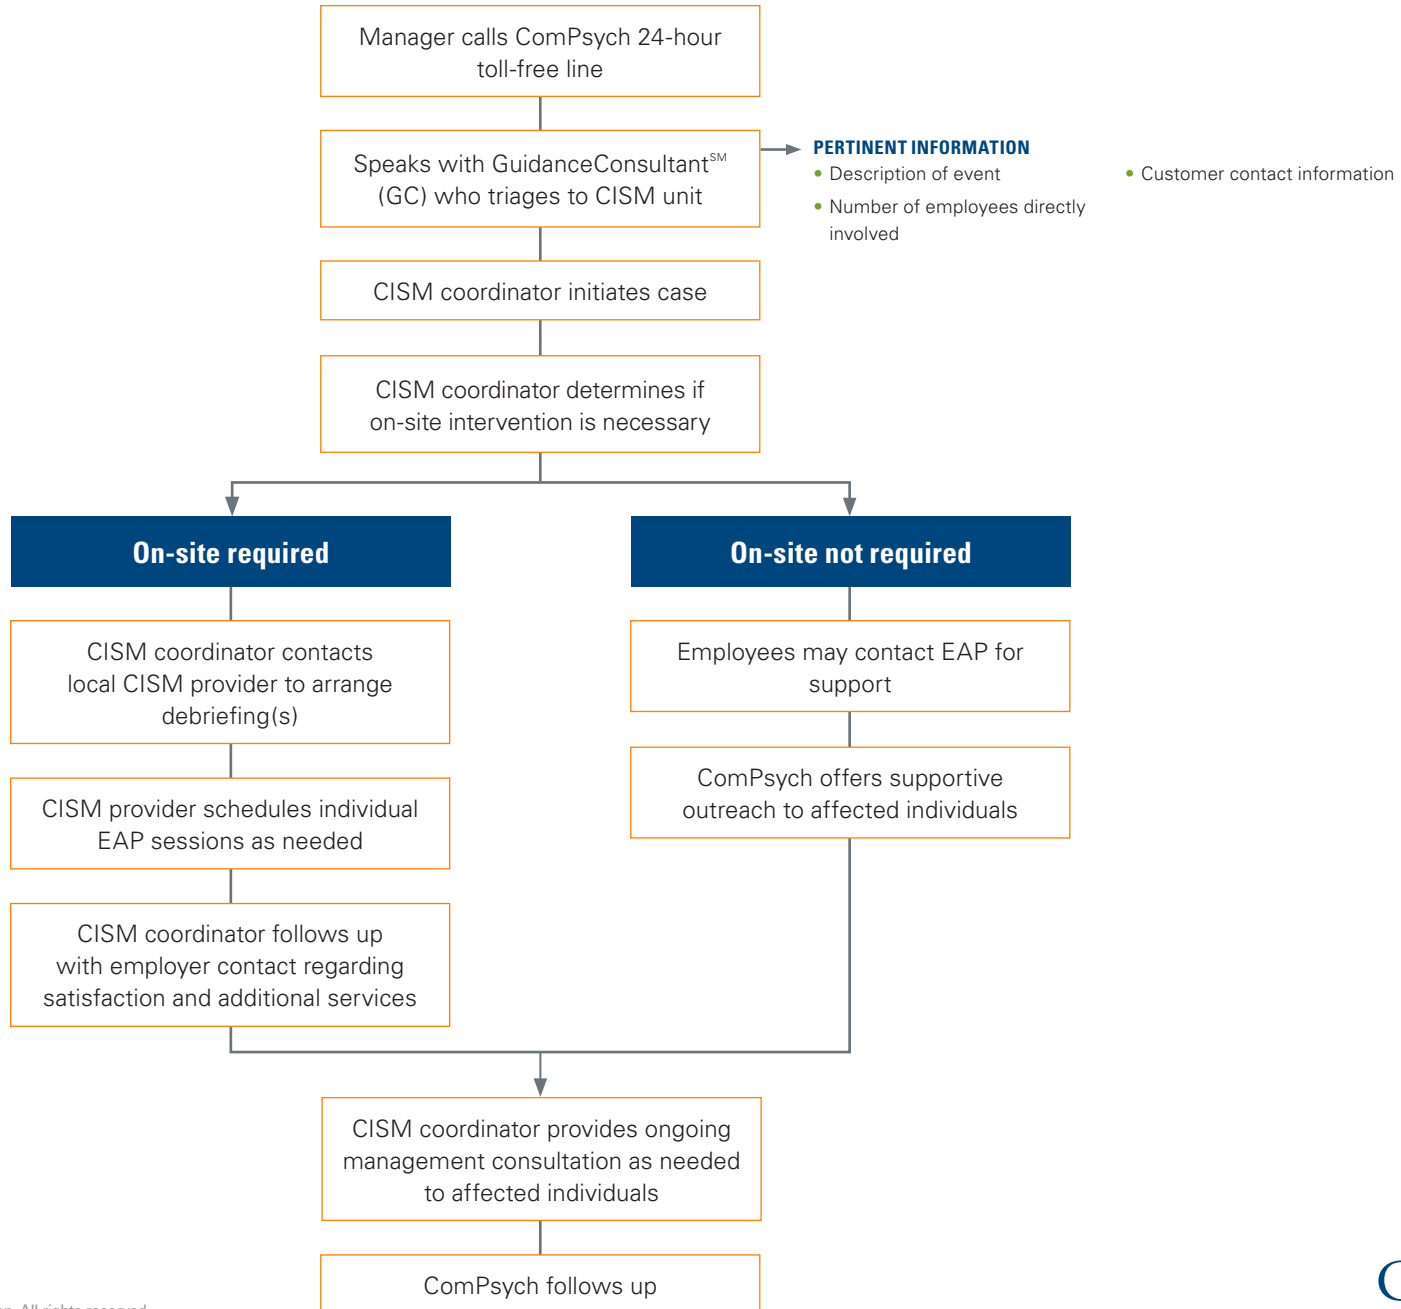 Manager calls ComPsych 24-hour
toll-free line
Speaks with GuidanceConsultant℠
(GC) who triages to CISM unit
PERTINENT INFORMATION
• Description of event
• Number of employees directly
involved
• Customer contact information
CISM coordinator initiates case
CISM coordinator determines if
on-site intervention is necessary
On-site required
CISM coordinator contacts
local CISM provider to arrange
debriefing(s)
CISM provider schedules individual
EAP sessions as needed
CISM coordinator follows up
with employer contact regarding
satisfaction and additional services
On-site not required
Employees may contact EAP for
support
ComPsych offers supportive
outreach to affected individuals
CISM coordinator provides ongoing
management consultation as needed
to affected individuals
ComPsych follows up
All rights reserved